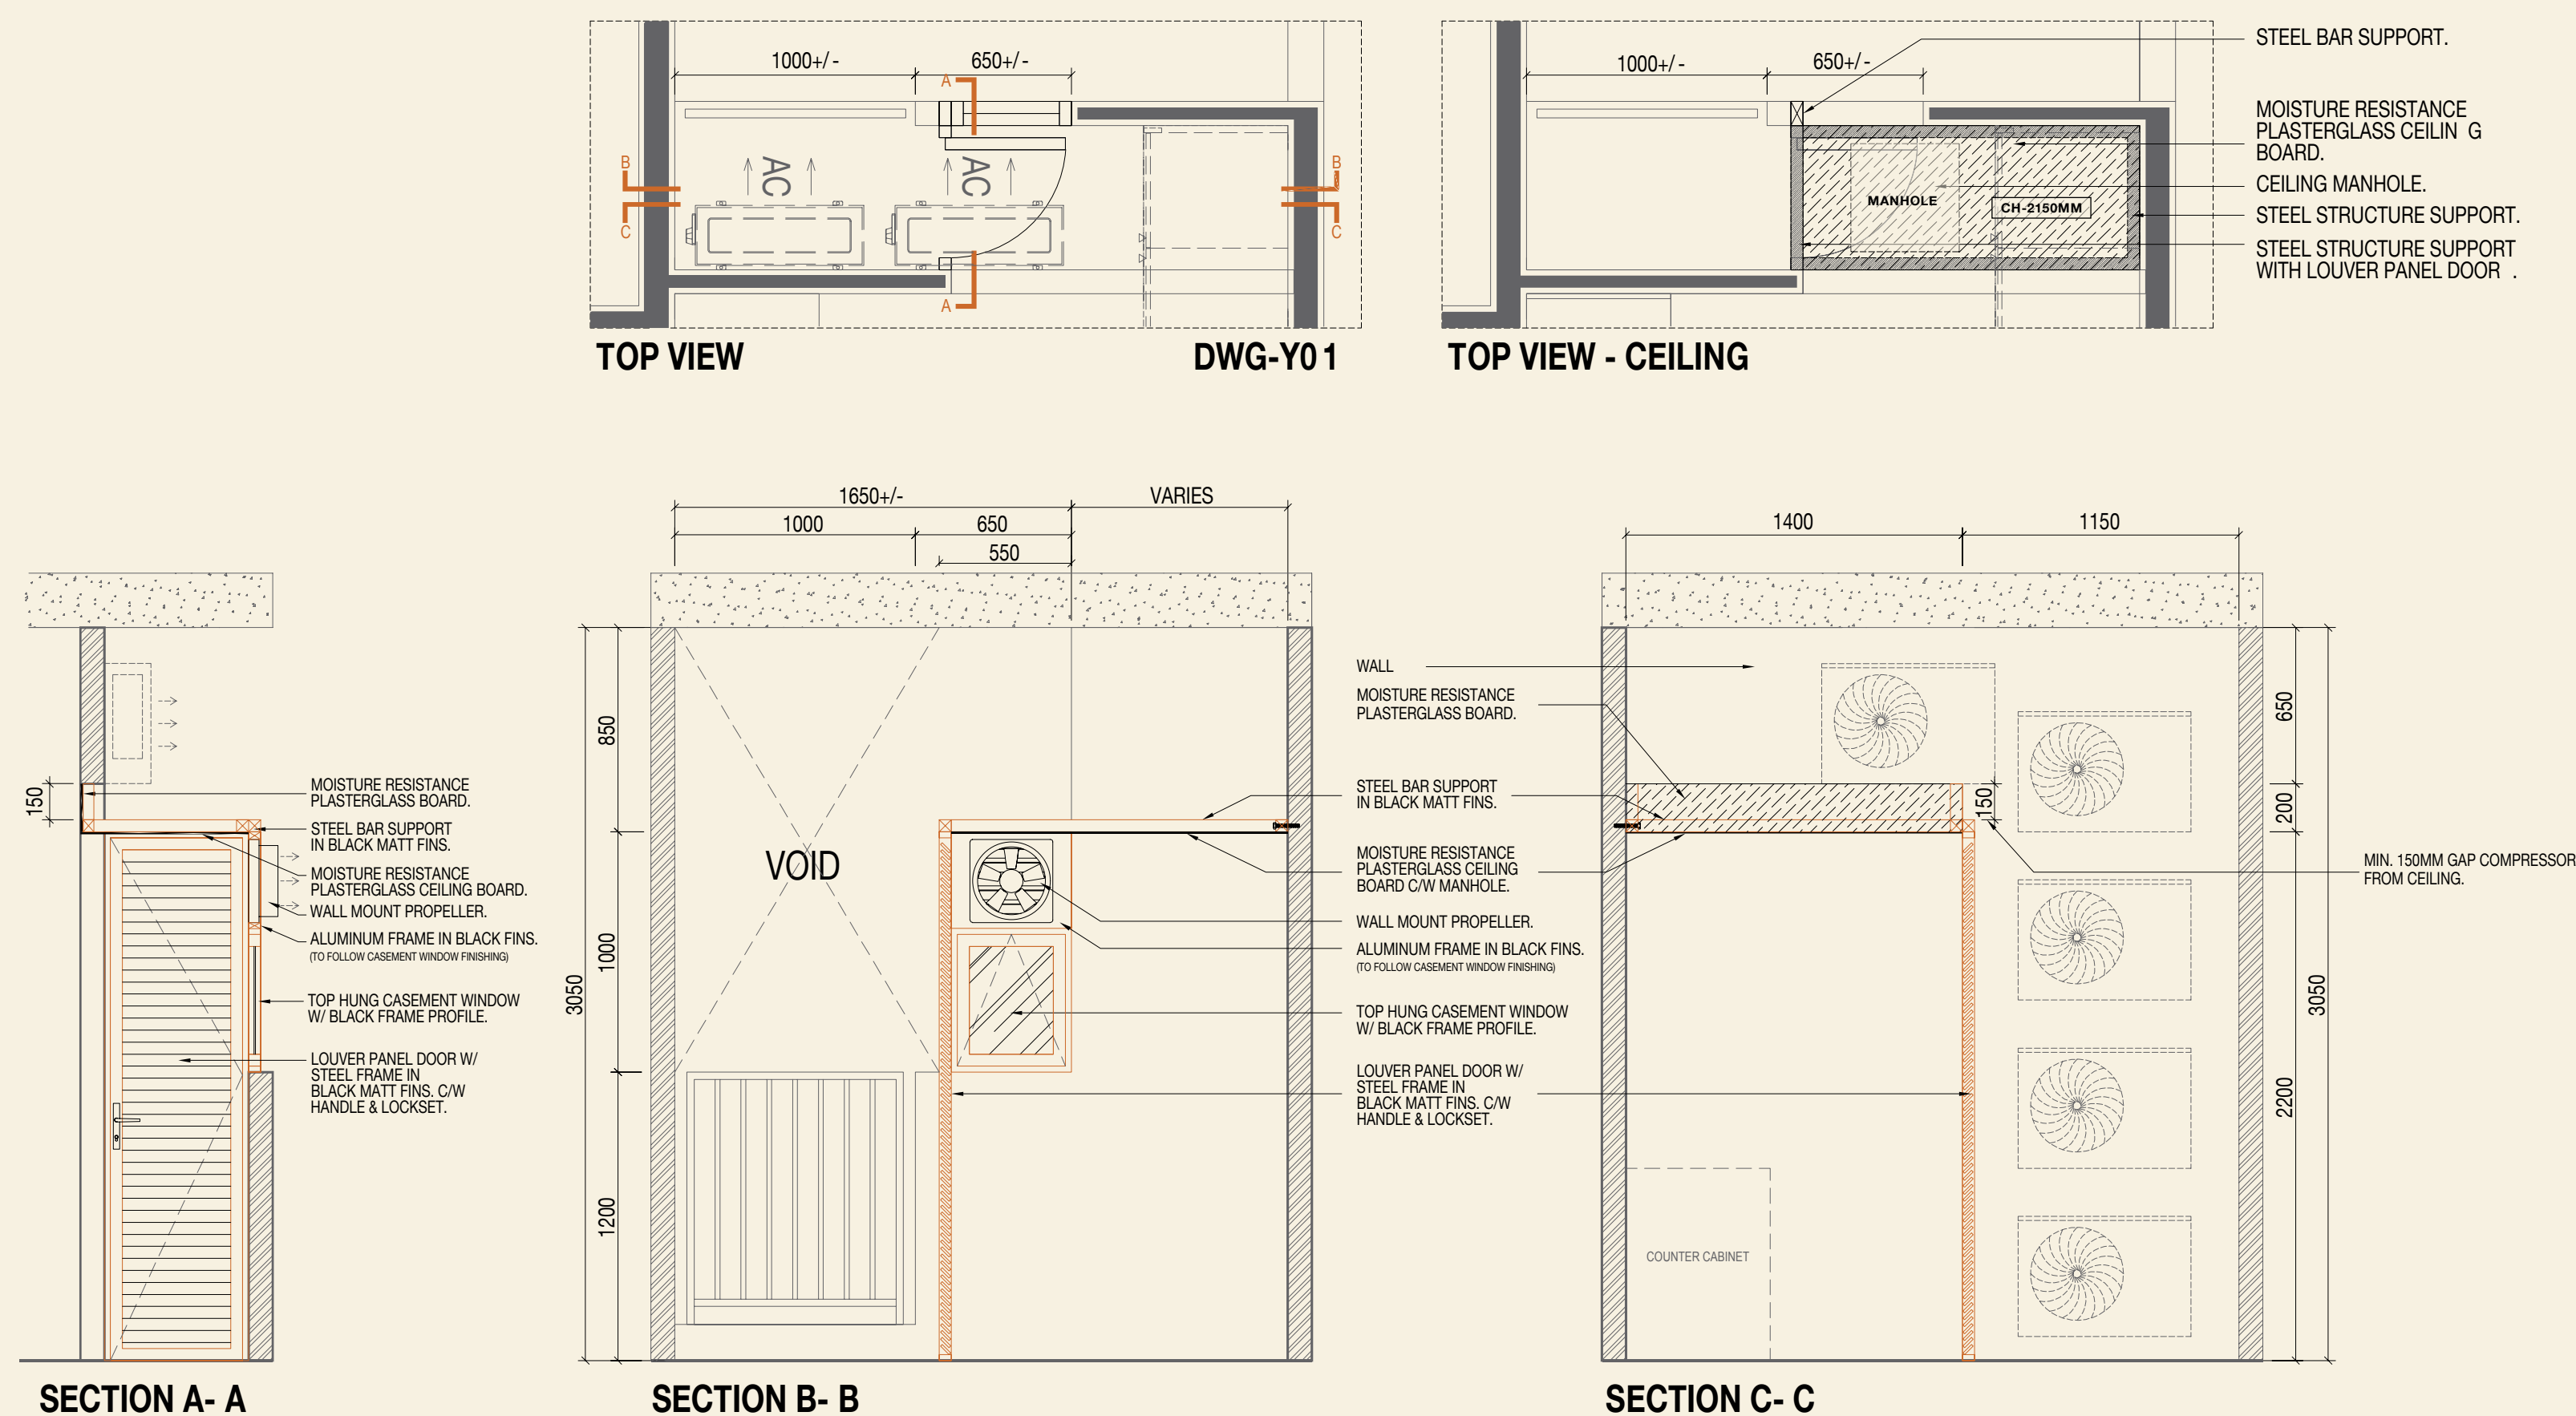 1000+/-
650+/-
A
AC
AC
B
B
C
C
A
TOP VIEW
DWG-Y01
1000+/-
650+/-
MANHOLE
CH-2150MM
STEEL BAR SUPPORT.
MOISTURE RESISTANCE
PLASTERGLASS CEILIN G
BOARD.
CEILING MANHOLE.
STEEL STRUCTURE SUPPORT.
STEEL STRUCTURE SUPPORT
WITH LOUVER PANEL DOOR .
TOP VIEW - CEILING
150
MOISTURE RESISTANCE
PLASTERGLASS BOARD.
STEEL BAR SUPPORT
IN BLACK MATT FINS.
MOISTURE RESISTANCE
PLASTERGLASS CEILING BOARD.
WALL MOUNT PROPELLER.
ALUMINUM FRAME IN BLACK FINS.
(TO FOLLOW CASEMENT WINDOW FINISHING)
TOP HUNG CASEMENT WINDOW
W/ BLACK FRAME PROFILE.
LOUVER PANEL DOOR W/
STEEL FRAME IN
BLACK MATT FINS. C/W
HANDLE & LOCKSET.
SECTION A- A
1650+/-
VARIES
1000
650
550
850
1000
1200
3050
VOID
SECTION B- B
WALL
MOISTURE RESISTANCE
PLASTERGLASS BOARD.
STEEL BAR SUPPORT
IN BLACK MATT FINS.
MOISTURE RESISTANCE
PLASTERGLASS CEILING
BOARD C/W MANHOLE.
WALL MOUNT PROPELLER.
ALUMINUM FRAME IN BLACK FINS.
(TO FOLLOW CASEMENT WINDOW FINISHING)
TOP HUNG CASEMENT WINDOW
W/ BLACK FRAME PROFILE.
LOUVER PANEL DOOR W/
STEEL FRAME IN
BLACK MATT FINS. C/W
HANDLE & LOCKSET.
1400
1150
150
650
200
2200
3050
MIN. 150MM GAP COMPRESSOR
FROM CEILING.
COUNTER CABINET
SECTION C- C